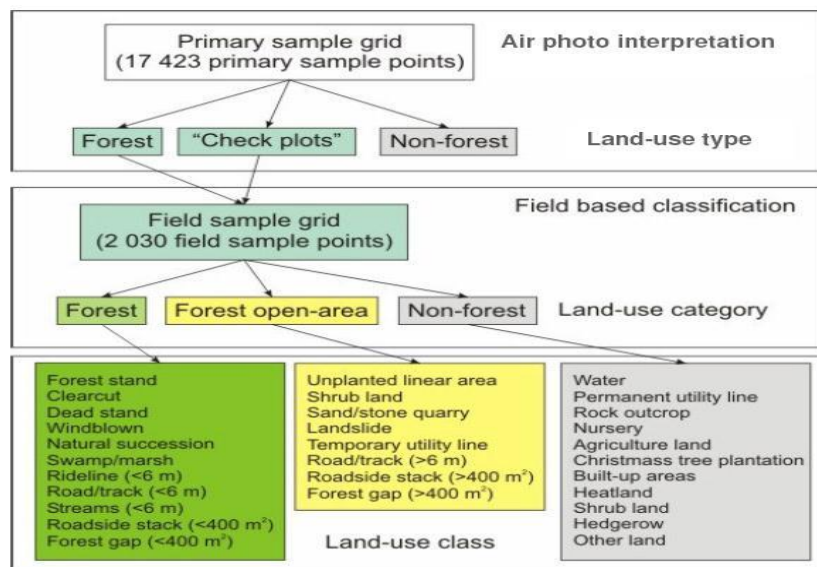 Primary sample grid
(17 423 primary sample points)
Air photo interpretation
Forest
“Check plots”
Non-forest
Land-use type
Field sample grid
(2 030 field sample points)
Field based classification
Forest
Forest open-area
Non-forest
Land-use category
Forest stand
Clearcut
Dead stand
Windblown
Natural succession
Swamp/marsh
Rideline (<6 m)
Road/track (<6 m)
Streams (<6 m)
Roadside stack (<400 m²)
Forest gap (<400 m²)
Unplanted linear area
Shrub land
Sand/stone quarry
Landslide
Temporary utility line
Road/track (>6 m)
Roadside stack (>400 m²)
Forest gap (>400 m²)
Water
Permanent utility line
Rock outcrop
Nursery
Agriculture land
Christmass tree plantation
Built-up areas
Heatland
Shrub land
Hedgerow
Other land
Land-use class